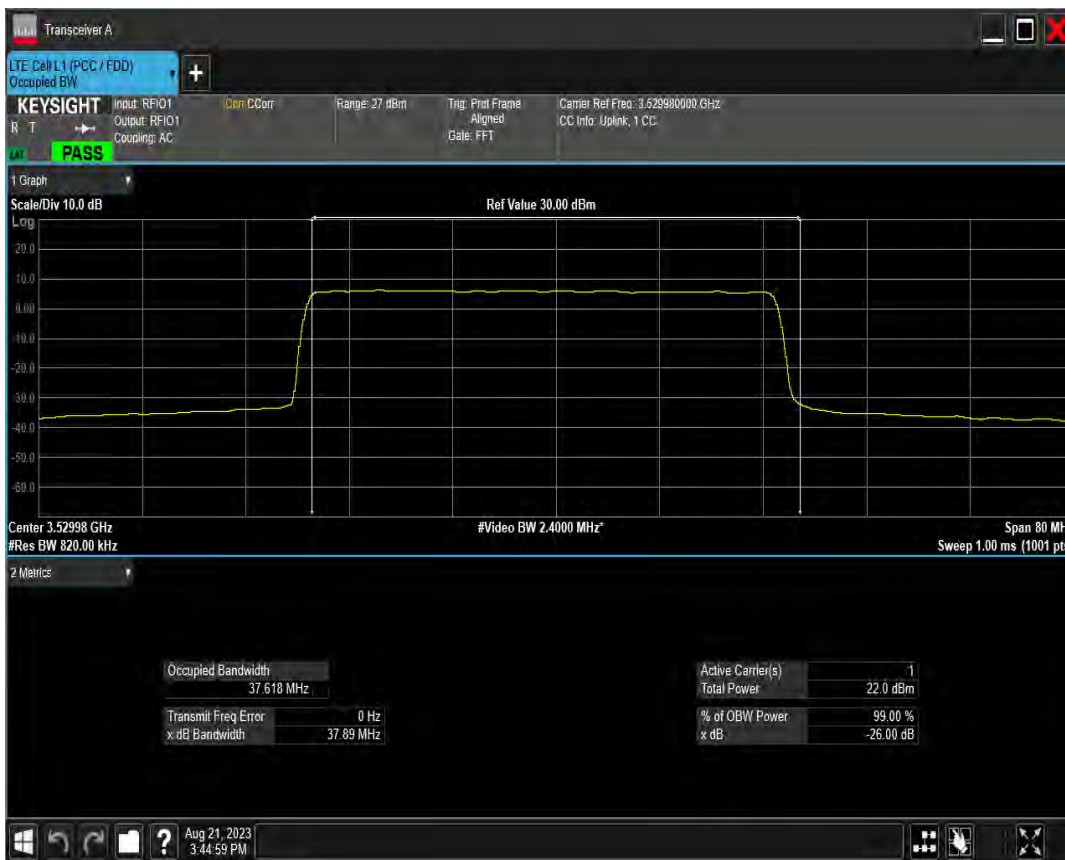 Transceiver A
LTE Cell L1 (PCC / FDD)
Occupied BW
+
KEYSIGHT
R T
LXI
PASS
Input: RFIO1
Output: RFIO1
Coupling: AC
Corr CCorr
Range: 27 dBm
Trig: Prot Frame
Aligned
Gate: FFT
Carrier Ref Freq: 3.529980000 GHz
CC Info: Uplink, 1 CC
1 Graph
Scale/Div 10.0 dB
Ref Value 30.00 dBm
Log
20.0
10.0
0.00
-10.0
-20.0
-30.0
-40.0
-50.0
-60.0
Center 3.52998 GHz
#Video BW 2.4000 MHz*
Span 80 MH
#Res BW 820.00 kHz
Sweep 1.00 ms (1001 pts
2 Metrics
Occupied Bandwidth
37.618 MHz
Transmit Freq Error 0 Hz
x dB Bandwidth 37.89 MHz
Active Carrier(s) 1
Total Power 22.0 dBm
% of OBW Power 99.00 %
x dB -26.00 dB
?
Aug 21, 2023
3:44:59 PM